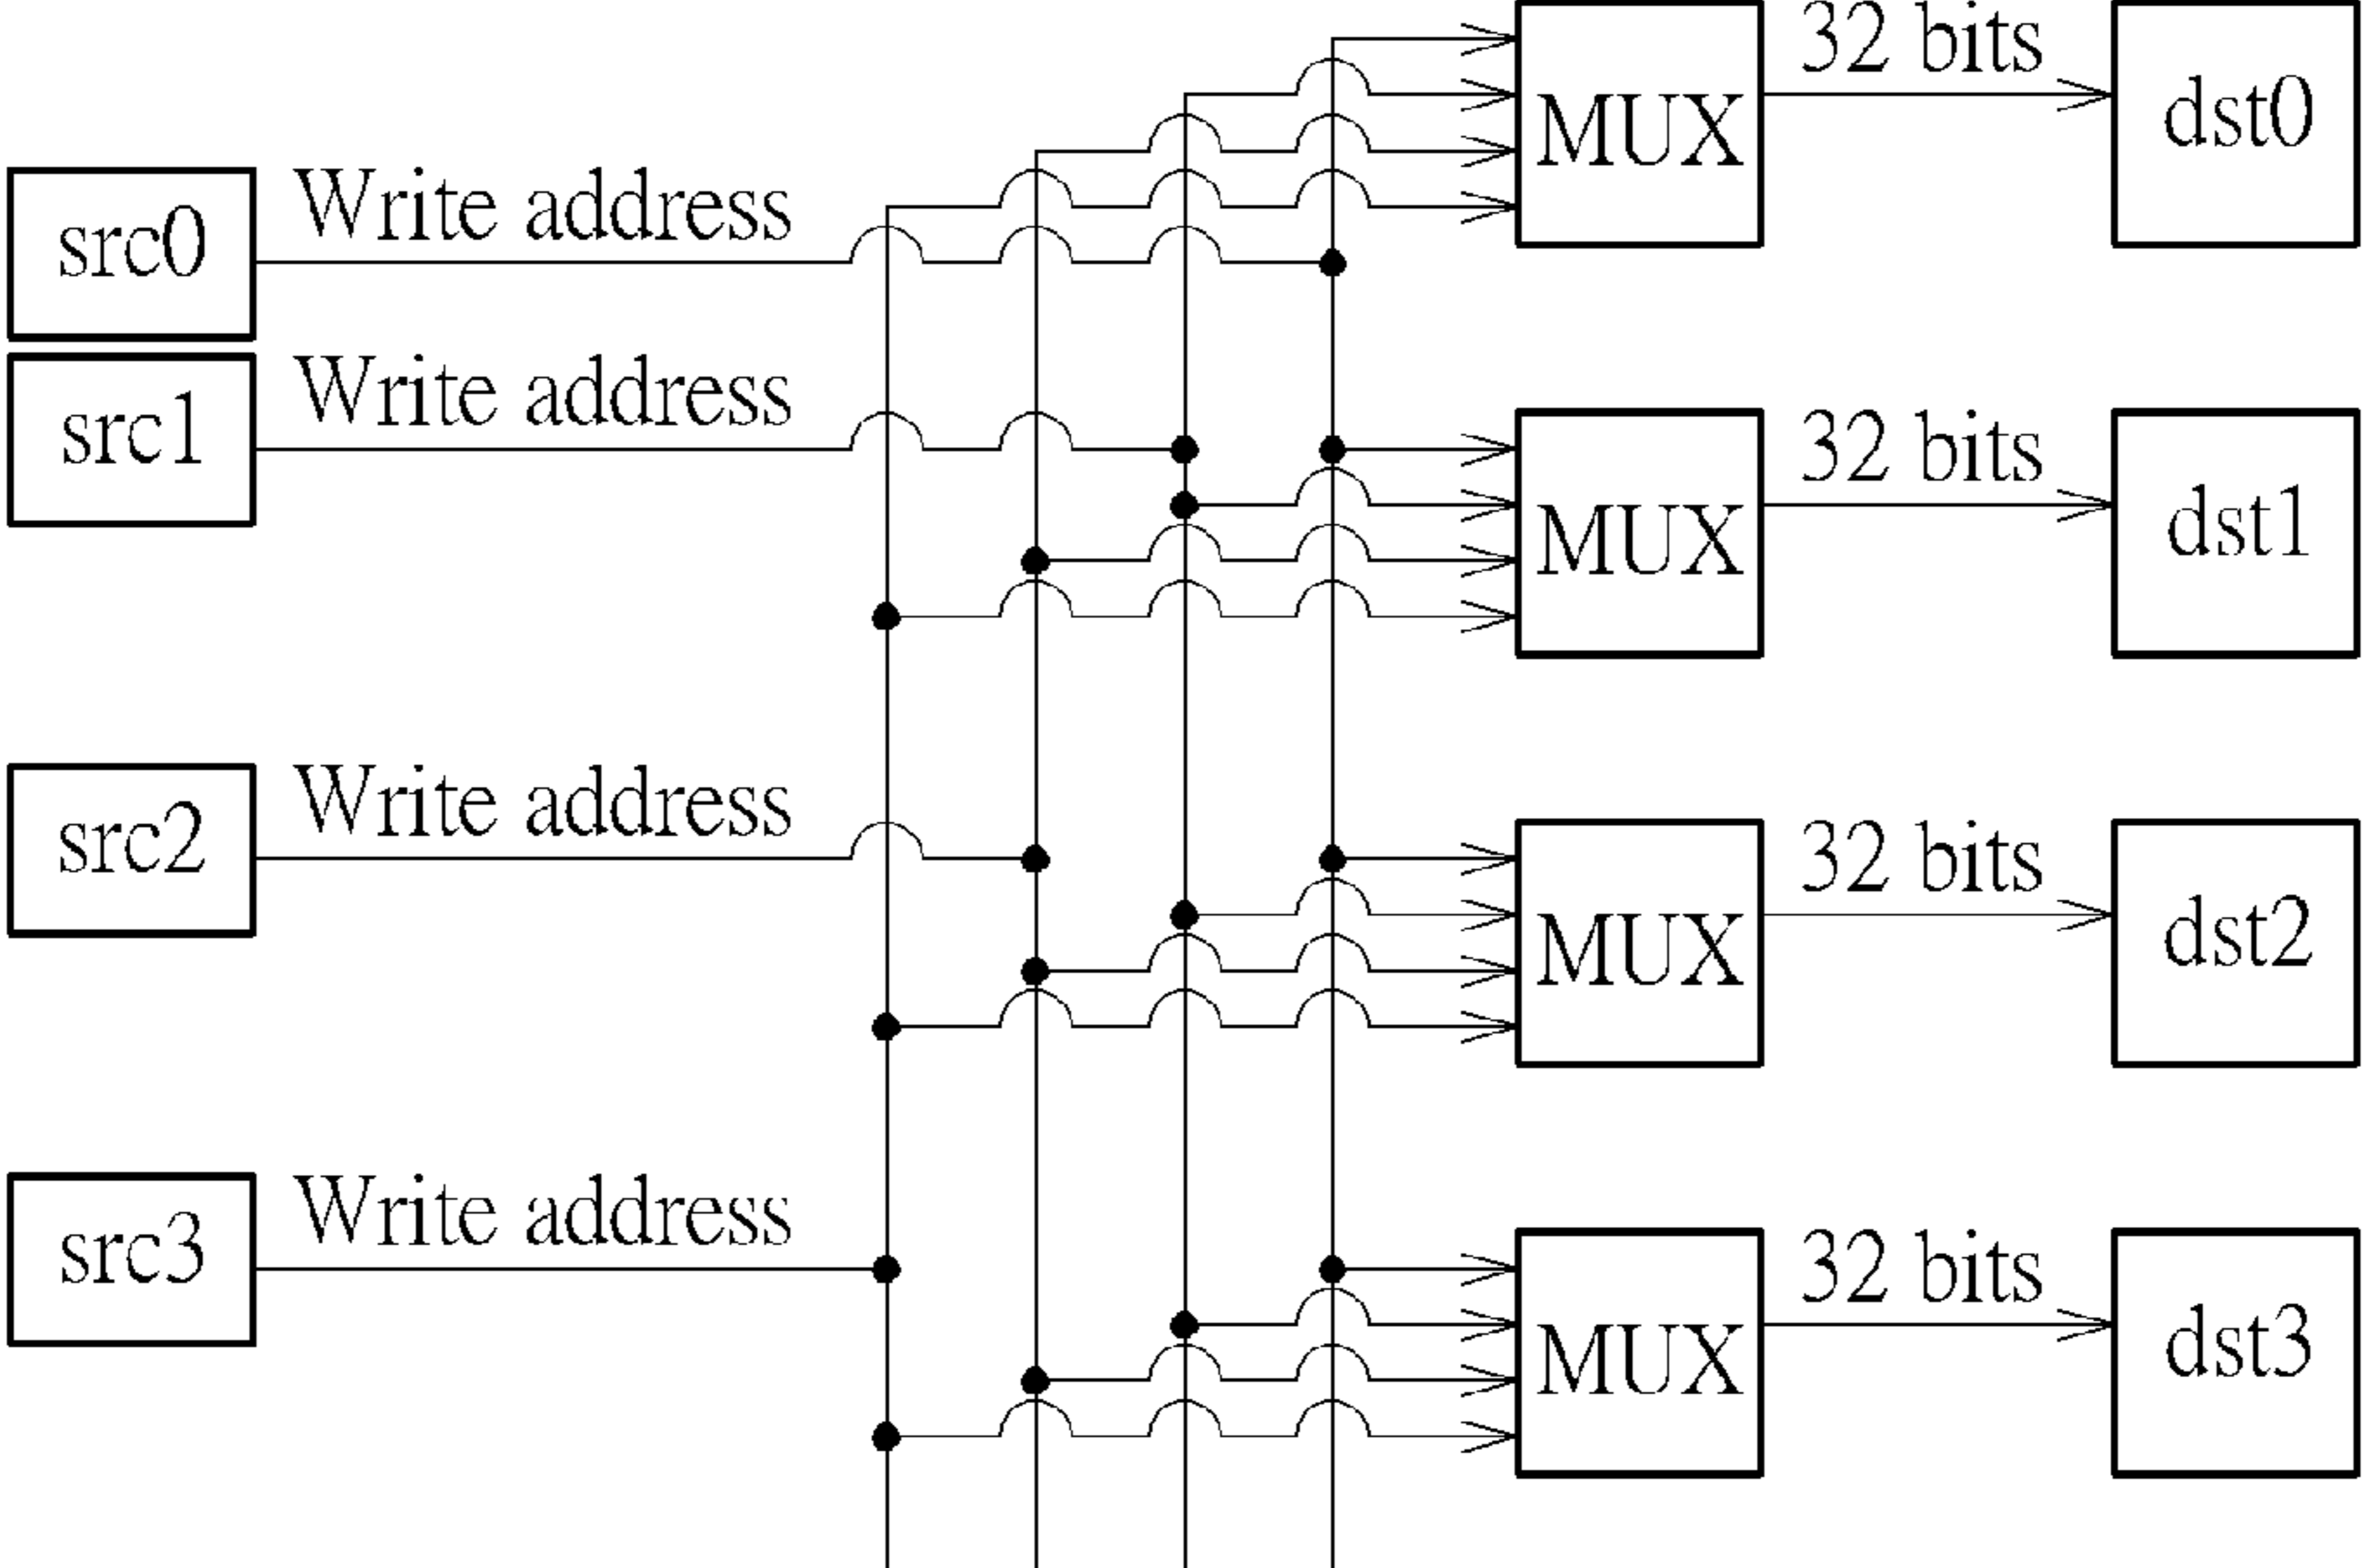 32 bits
MUX
dst0
Write address
src0
Write address
src1
32 bits
MUX
dst1
Write address
src2
32 bits
MUX
dst2
Write address
src3
32 bits
MUX
dst3